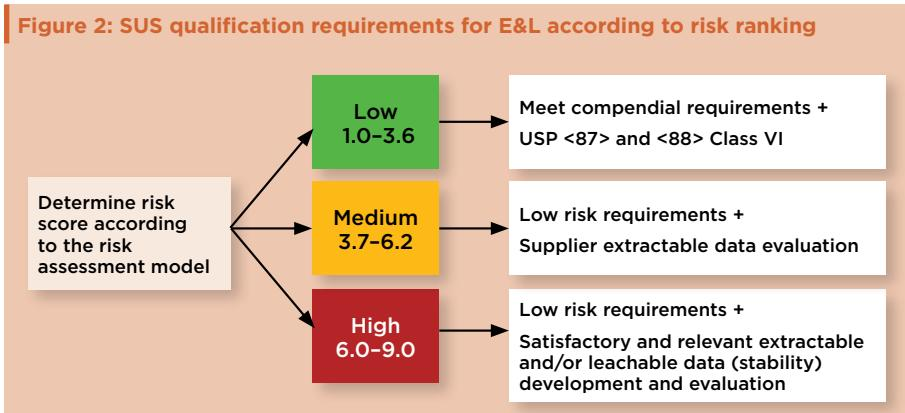 Figure 2: SUS qualification requirements for E&L according to risk ranking
Determine risk
score according
to the risk
assessment model
Low
1.0–3.6
Meet compendial requirements +
USP <87> and <88> Class VI
Medium
3.7–6.2
Low risk requirements +
Supplier extractable data evaluation
High
6.0–9.0
Low risk requirements +
Satisfactory and relevant extractable
and/or leachable data (stability)
development and evaluation